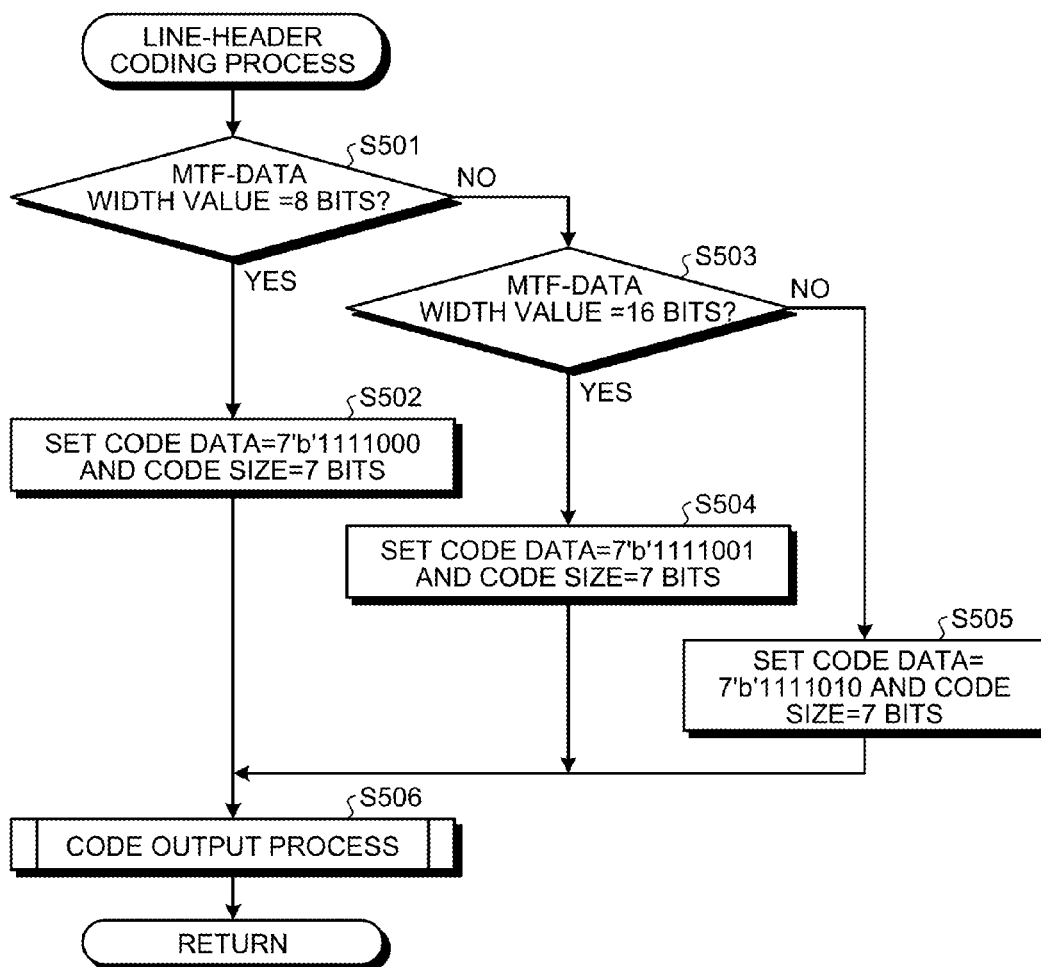 LINE-HEADER
CODING PROCESS
S501
MTF-DATA
WIDTH VALUE =8 BITS?
NO
YES
S503
MTF-DATA
WIDTH VALUE =16 BITS?
NO
YES
S502
SET CODE DATA=7'b'1111000
AND CODE SIZE=7 BITS
S504
SET CODE DATA=7'b'1111001
AND CODE SIZE=7 BITS
S505
SET CODE DATA=
7'b'1111010 AND CODE
SIZE=7 BITS
S506
CODE OUTPUT PROCESS
RETURN